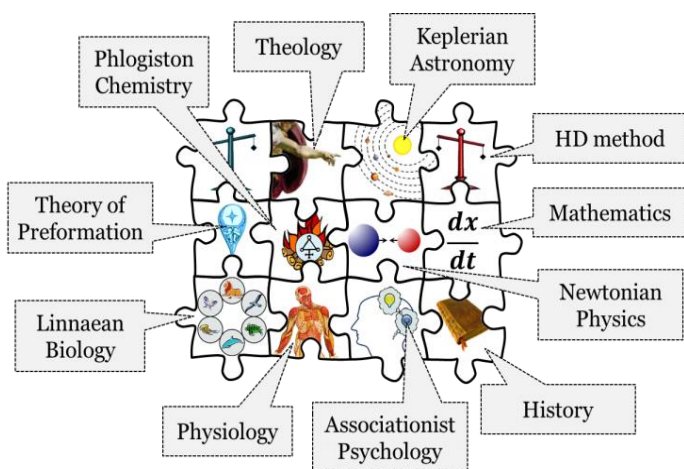 Phlogiston
Chemistry
Theology
Keplerian
Astronomy
HD method
Theory of
Preformation
Mathematics
dx
dt
Linnaean
Biology
Newtonian
Physics
Physiology
Associationist
Psychology
History